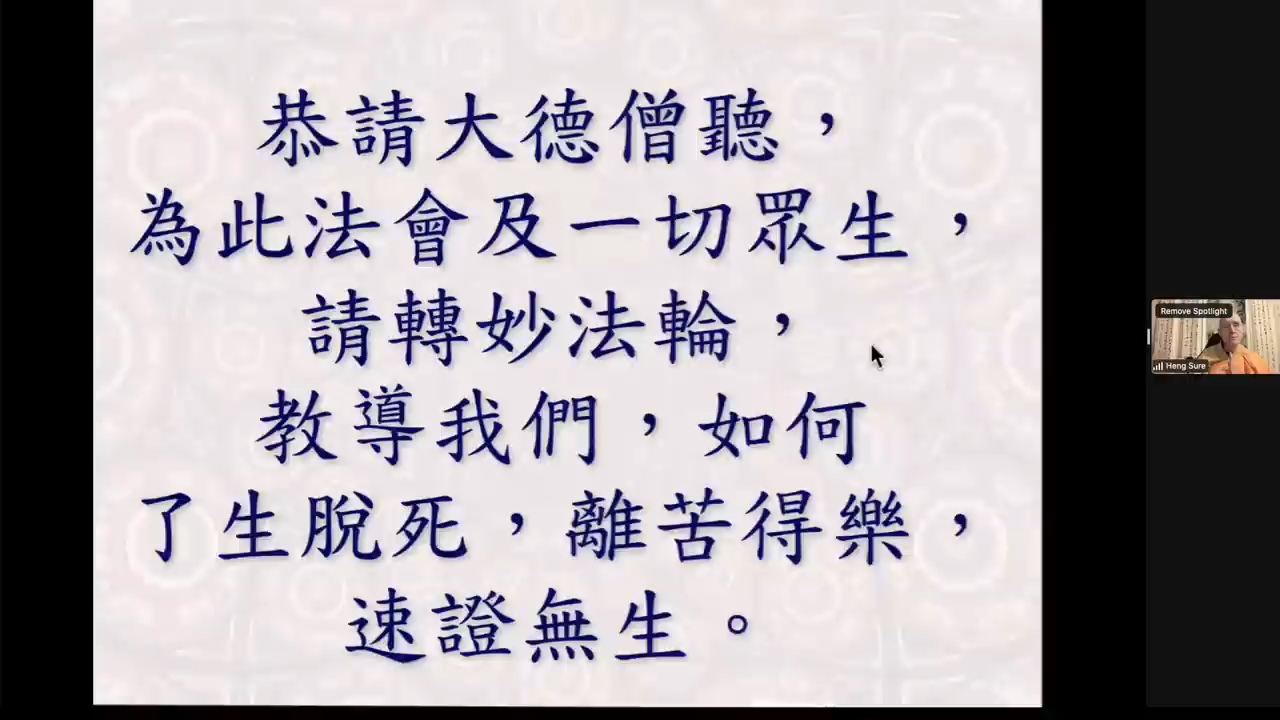 恭請大德僧聽，
為此法會及一切眾生，
請轉妙法輪，
教導我們，如何
了生脫死，離苦得樂，
速證無生。
Remove Spotlight
Heng Sure